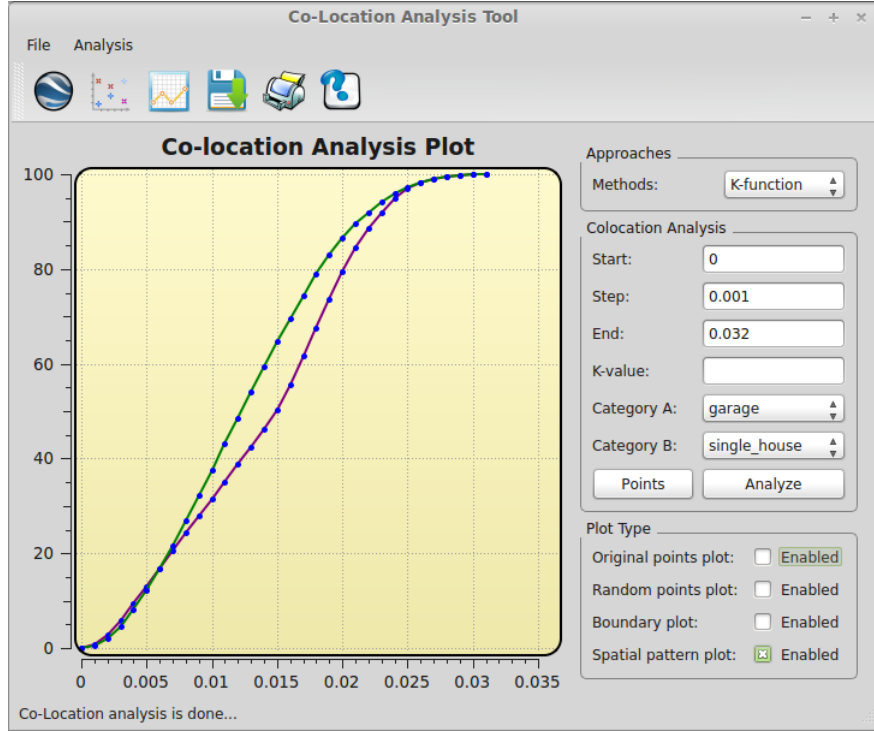 Co-Location Analysis Tool
File Analysis
Co-location Analysis Plot
100
80
60
40
20
0
0 0.005 0.01 0.015 0.02 0.025 0.03 0.035
Approaches
Methods: K-function
Colocation Analysis
Start: 0
Step: 0.001
End: 0.032
K-value:
Category A: garage
Category B: single_house
Points Analyze
Plot Type
Original points plot: Enabled
Random points plot: Enabled
Boundary plot: Enabled
Spatial pattern plot: Enabled
Co-Location analysis is done...